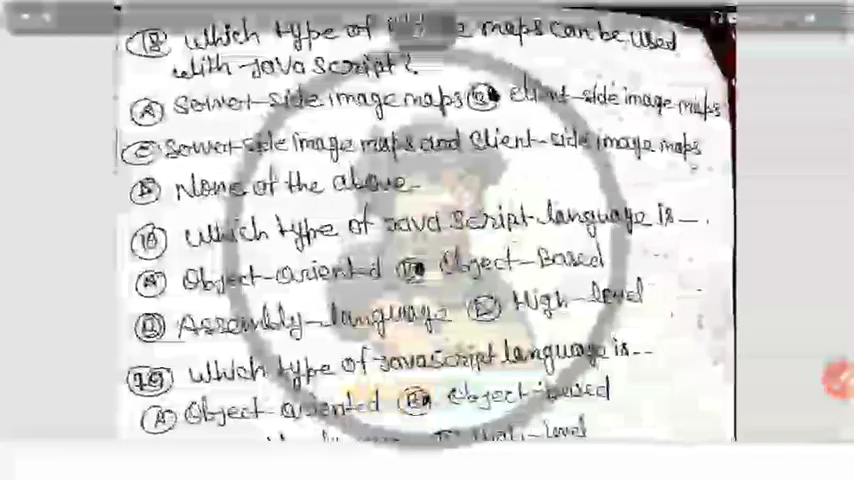 (18) which type of maps can be used
with Java Script?
(A) Server-side image maps (B) client-side image maps
(C) Server-side image maps and client-side image maps
(D) None of the above
(19) which type of Java Script language is -.
(A) Object-oriented (B) Object-Based
Assembly-language High-level
which type of Javascript language is --
(A) Object-oriented (B) Object-based
-level